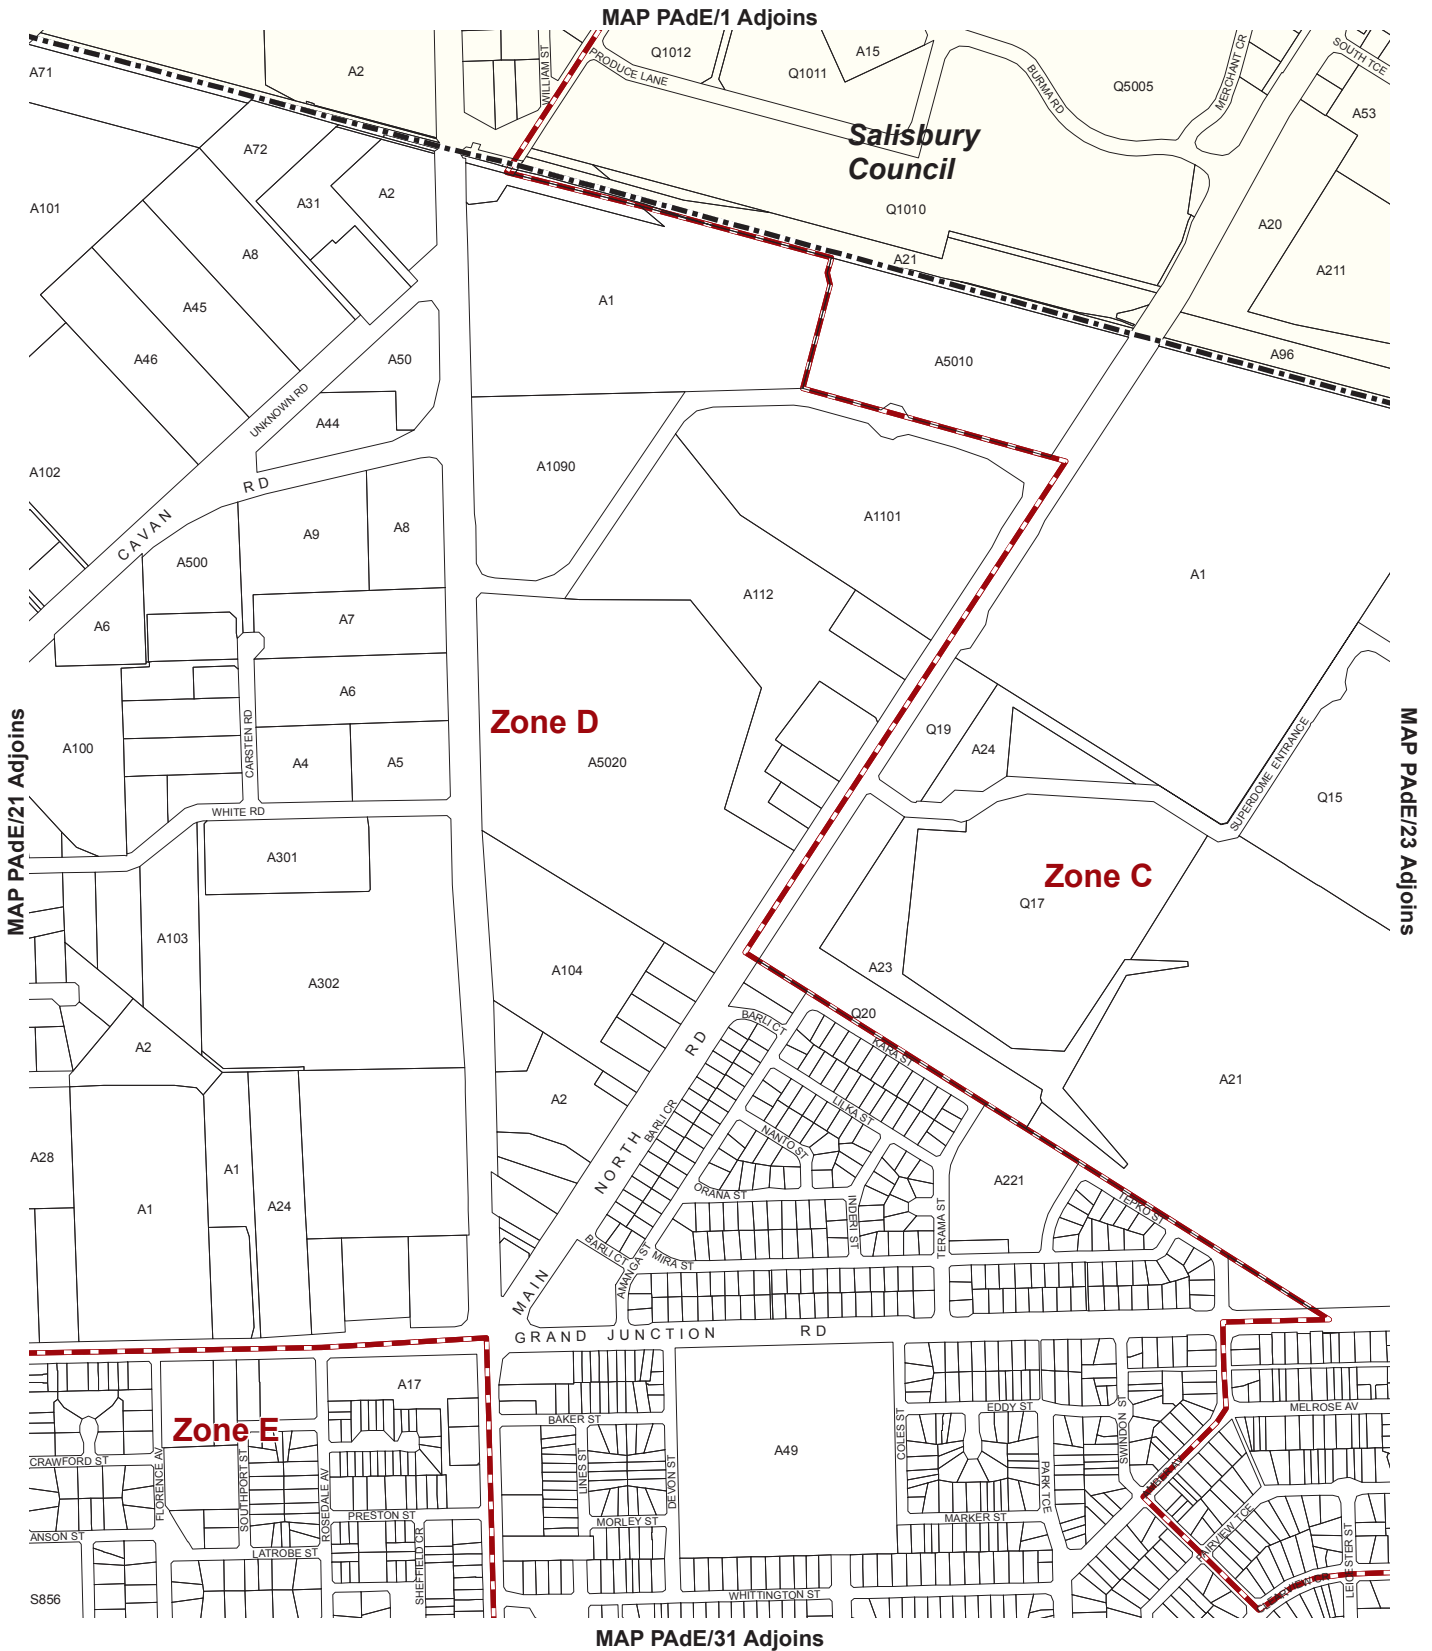 MAP PAdE/1 Adjoins
A71
A2
WILLIAM ST
Q1012
PRODUCE LANE
Q1011
A15
BURMA RD
Q5005
MERCHANT CR
SOUTH TCE
A53
Salisbury
Council
A72
A31
A2
A101
A8
Q1010
A20
A21
A211
A45
A1
A46
A50
A5010
A96
UNKNOWN RD
A44
A102
RD
A1090
CAVAN
A9
A8
A1101
A500
A1
A112
A6
A7
A6
MAP PAdE/21 Adjoins
Zone D
Q19
A24
SUPERDOME ENTRANCE
MAP PAdE/23 Adjoins
A100
CARSTEN RD
A4
A5
A5020
Q15
WHITE RD
A301
Zone C
Q17
A103
A302
A104
A23
Q20
BARLI CT
RD
KARA ST
A2
A21
A2
BARLI CR
LILKA ST
NANTO ST
NORTH
A28
A1
A1
A24
ORANA ST
INDERI ST
A221
TERAMA ST
TEPKO ST
BARLI CT
AMANGA ST
MIRA ST
MAIN
GRAND JUNCTION RD
A17
Zone E
BAKER ST
EDDY ST
MELROSE AV
COLES ST
SWINDON ST
A49
CRAWFORD ST
FLORENCE AV
SOUTHPORT ST
ROSEDALE AV
LINES ST
DEVON ST
PARK TCE
PRESTON ST
MORLEY ST
MARKER ST
ANSON ST
LATROBE ST
SHEFFIELD CR
FAIRVIEW TCE
LEICESTER ST
S856
WHITTINGTON ST
MAP PAdE/31 Adjoins